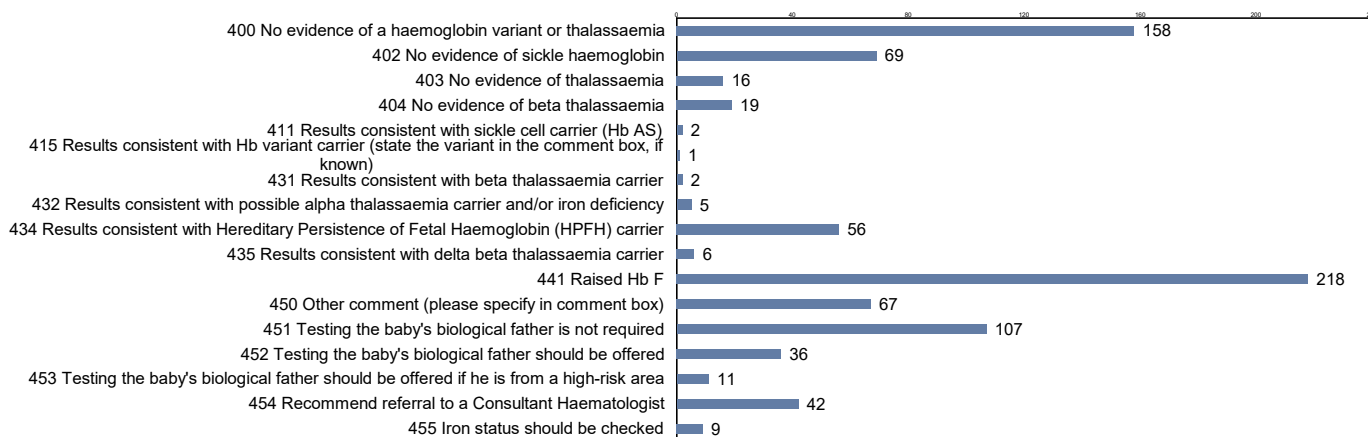 0 40 80 120 160 200
400 No evidence of a haemoglobin variant or thalassaemia 158
402 No evidence of sickle haemoglobin 69
403 No evidence of thalassaemia 16
404 No evidence of beta thalassaemia 19
411 Results consistent with sickle cell carrier (Hb AS) 2
415 Results consistent with Hb variant carrier (state the variant in the comment box, if
known) 1
431 Results consistent with beta thalassaemia carrier 2
432 Results consistent with possible alpha thalassaemia carrier and/or iron deficiency 5
434 Results consistent with Hereditary Persistence of Fetal Haemoglobin (HPFH) carrier 56
435 Results consistent with delta beta thalassaemia carrier 6
441 Raised Hb F 218
450 Other comment (please specify in comment box) 67
451 Testing the baby's biological father is not required 107
452 Testing the baby's biological father should be offered 36
453 Testing the baby's biological father should be offered if he is from a high-risk area 11
454 Recommend referral to a Consultant Haematologist 42
455 Iron status should be checked 9